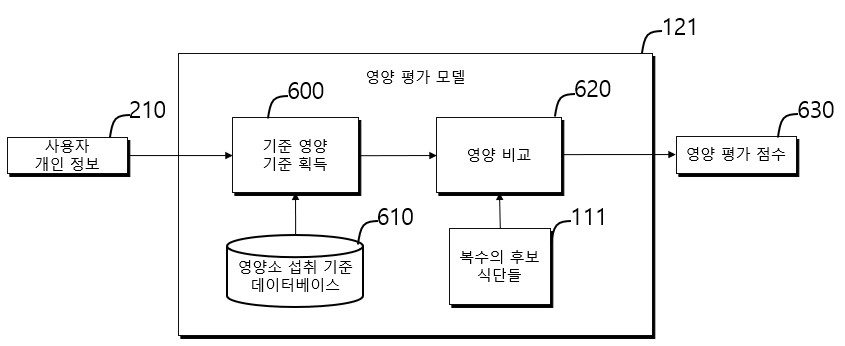 121
영양 평가 모델
600
620
210
630
사용자
개인 정보
기준 영양
기준 획득
영양 비교
영양 평가 점수
610
111
영양소 섭취 기준
데이터베이스
복수의 후보
식단들